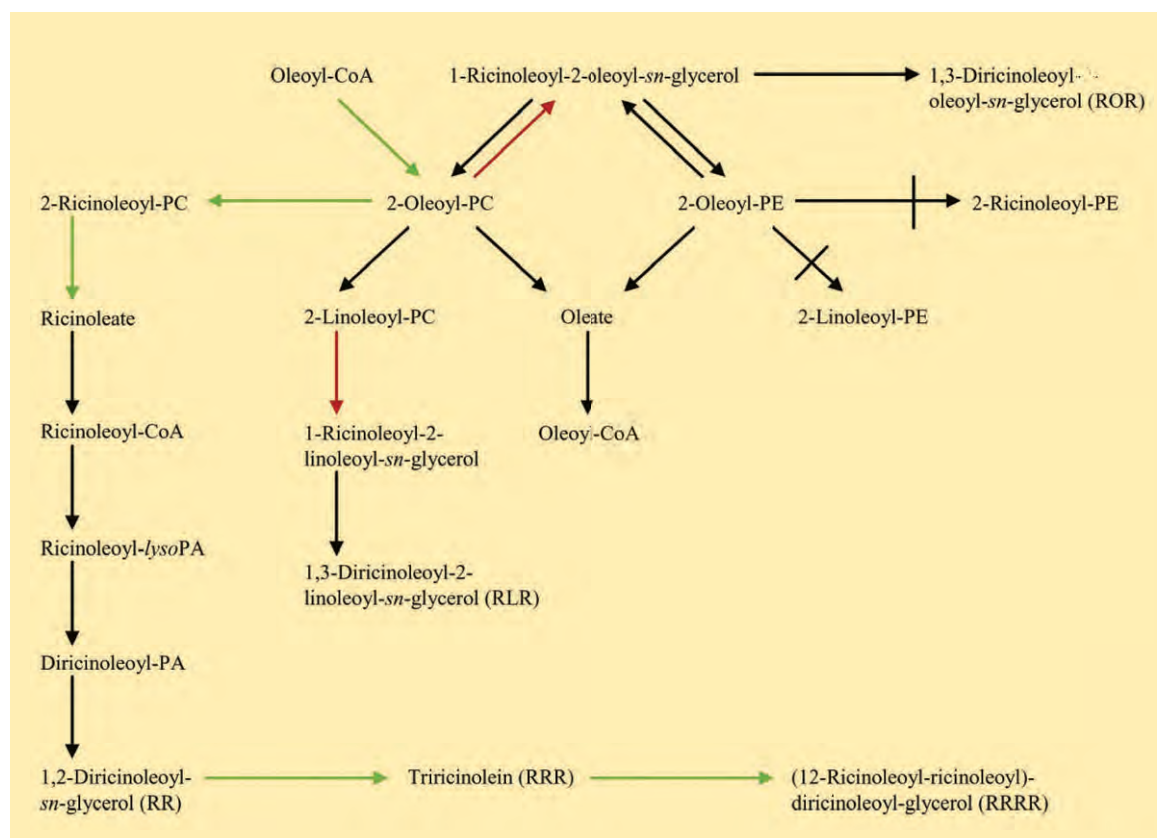 Oleoyl-CoA
1-Ricinoleoyl-2-oleoyl-sn-glycerol
1,3-Diricinoleoyl-
oleoyl-sn-glycerol (ROR)
2-Ricinoleoyl-PC
2-Oleoyl-PC
2-Oleoyl-PE
2-Ricinoleoyl-PE
Ricinoleate
2-Linoleoyl-PC
Oleate
2-Linoleoyl-PE
Ricinoleoyl-CoA
1-Ricinoleoyl-2-
linoleoyl-sn-glycerol
Oleoyl-CoA
Ricinoleoyl-lysoPA
1,3-Diricinoleoyl-2-
linoleoyl-sn-glycerol (RLR)
Diricinoleoyl-PA
1,2-Diricinoleoyl-
sn-glycerol (RR)
Triricinolein (RRR)
(12-Ricinoleoyl-ricinoleoyl)-
diricinoleoyl-glycerol (RRRR)